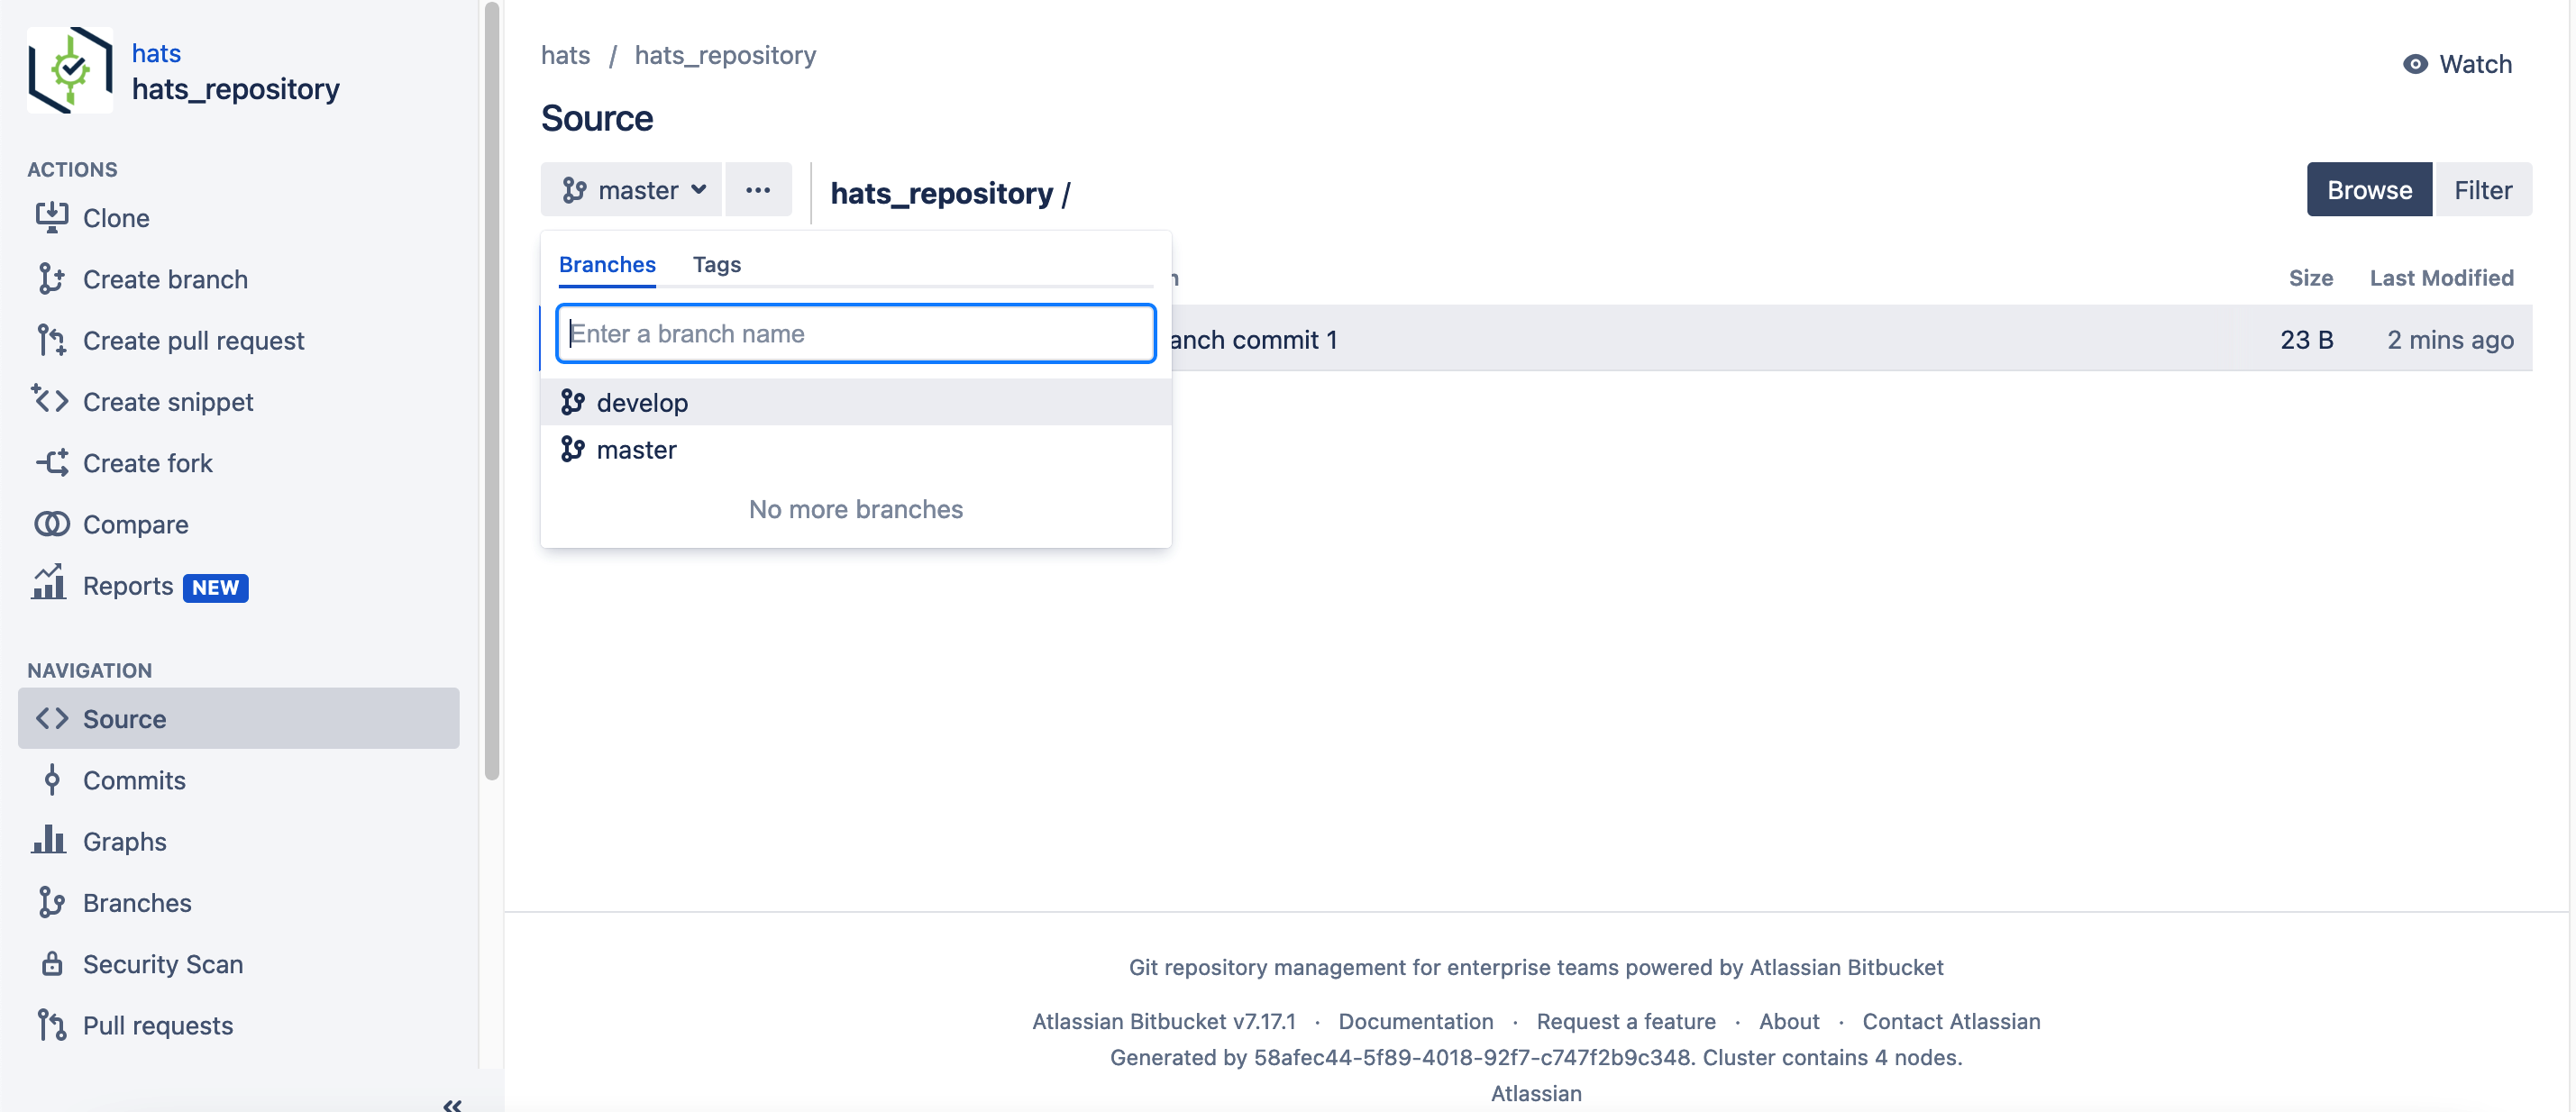 hats
hats_repository
ACTIONS
Clone
Create branch
Create pull request
Create snippet
Create fork
Compare
Reports NEW
NAVIGATION
Source
Commits
Graphs
Branches
Security Scan
Pull requests
hats / hats_repository
Watch
Source
master
hats_repository /
Browse Filter
Branches Tags
Size Last Modified
Enter a branch name
commit 1 23 B 2 mins ago
develop
master
No more branches
Git repository management for enterprise teams powered by Atlassian Bitbucket
Atlassian Bitbucket v7.17.1 · Documentation · Request a feature · About · Contact Atlassian
Generated by 58afec44-5f89-4018-92f7-c747f2b9c348. Cluster contains 4 nodes.
Atlassian